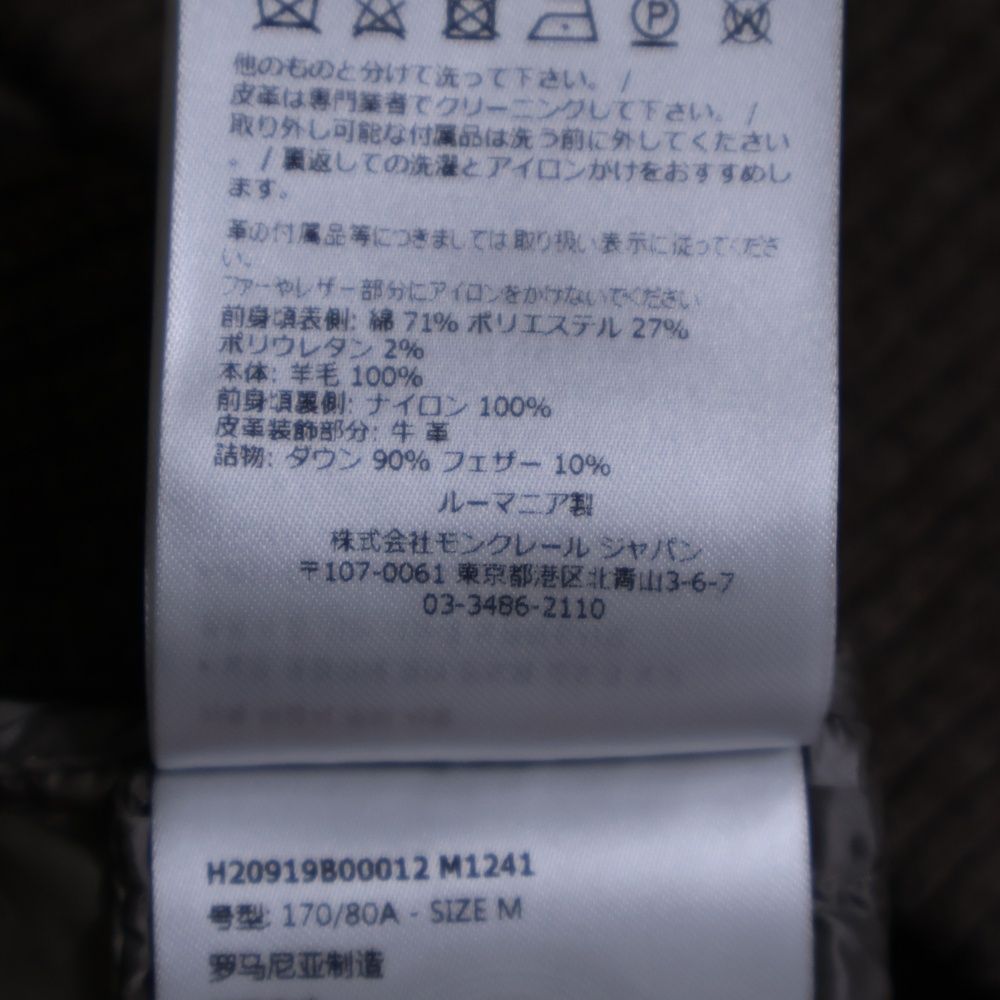 P
W
他のものと分けて洗って下さい。 /
皮革は専門業者でクリーニングして下さい。 /
取り外し可能な付属品は洗う前に外してください
。 / 裏返しての洗濯とアイロンがけをおすすめし
ます。
革の付属品等につきましては取り扱い表示に従ってくださ
い。
ファーやレザー部分にアイロンをかけないでください
前身頃表側: 綿 71% ポリエステル 27%
ポリウレタン 2%
本体: 羊毛 100%
前身頃裏側: ナイロン 100%
皮革装飾部分: 牛 革
詰物: ダウン 90% フェザー 10%
ルーマニア製
株式会社モンクレール ジャパン
〒107-0061 東京都港区北青山3-6-7
03-3486-2110
H20919B00012 M1241
号型: 170/80A - SIZE M
罗马尼亚制造